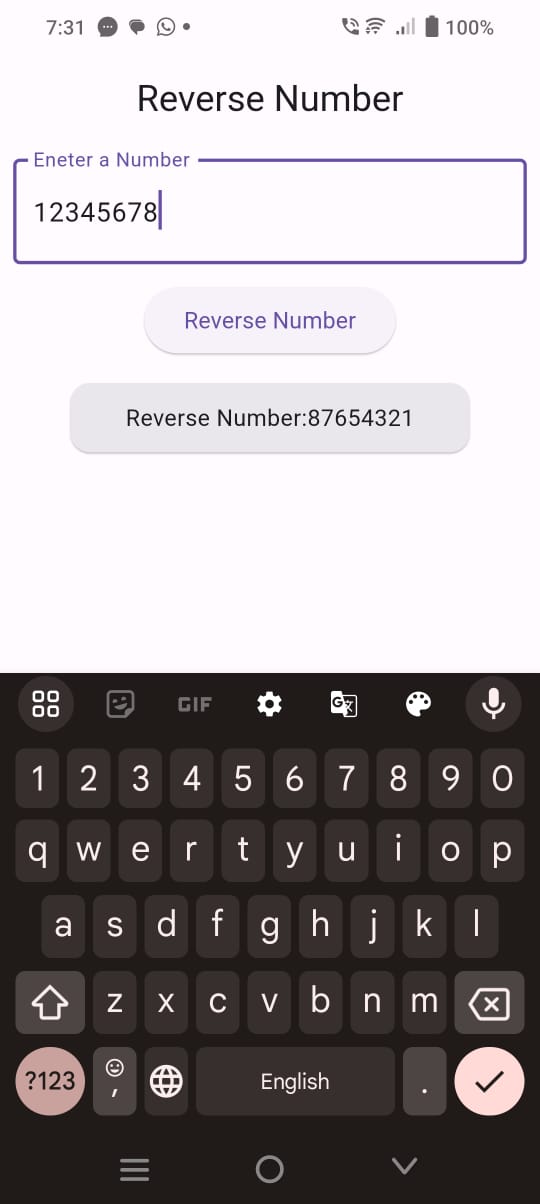 7:31 100%
Reverse Number
Eneter a Number
12345678
Reverse Number
Reverse Number:87654321
GIF
1 2 3 4 5 6 7 8 9 0
q w e r t y u i o p
a s d f g h j k l
z x c v b n m
?123 , English .